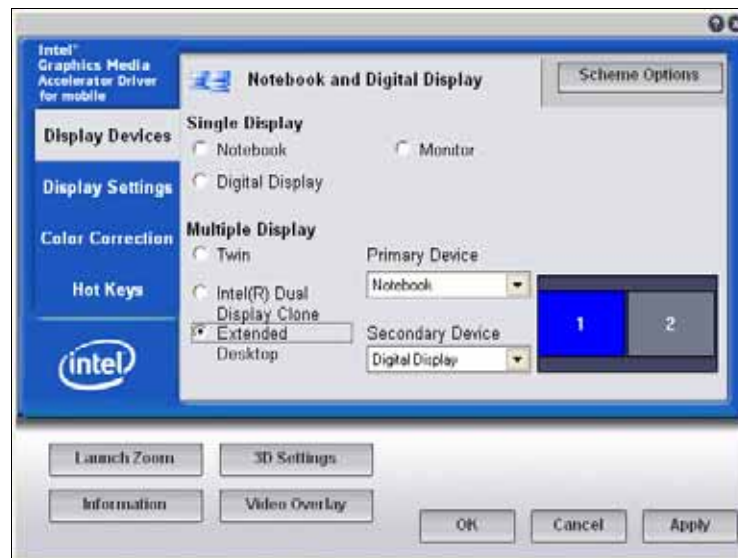 Intel®
Graphics Media
Accelerator Driver
for mobile
Notebook and Digital Display
Scheme Options
Display Devices
Display Settings
Color Correction
Hot Keys
intel
Single Display
Notebook
Monitor
Digital Display
Multiple Display
Twin
Intel(R) Dual
Display Clone
Extended
Desktop
Primary Device
Notebook
Secondary Device
Digital Display
1
2
Launch Zoom
3D Settings
Information
Video Overlay
OK
Cancel
Apply